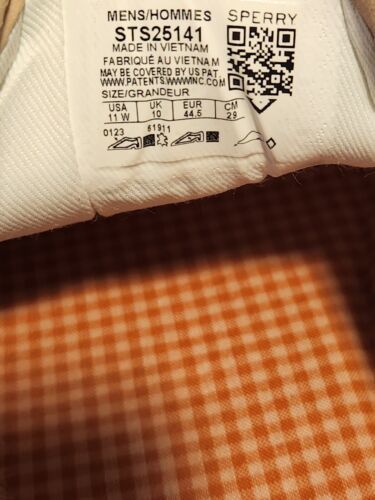 MENS/HOMMES SPERRY
STS25141
MADE IN VIETNAM
FABRIQUÉ AU VIETNAM
MAY BE COVERED BY US PAT.
WWW.PATENTS.WWWINC.COM
SIZE/GRANDEUR
USA UK EUR CM
11 W 10 44.5 29
0123 61911